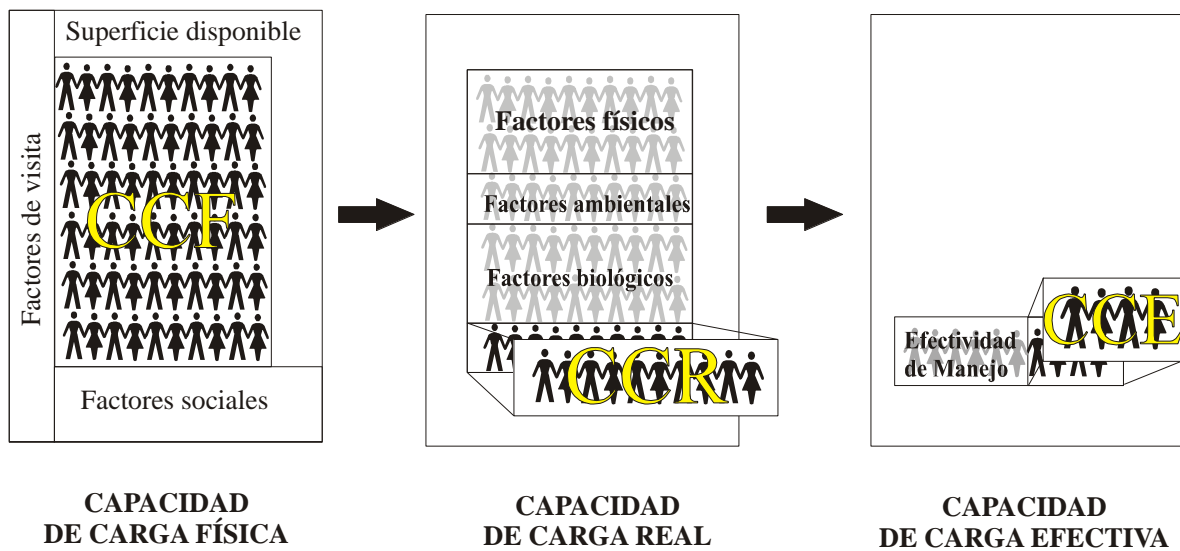 Superficie disponible
Factores de visita
CCF
Factores sociales
CAPACIDAD
DE CARGA FÍSICA
Factores físicos
Factores ambientales
Factores biológicos
CCR
CAPACIDAD
DE CARGA REAL
Efectividad
de Manejo
CCE
CAPACIDAD
DE CARGA EFECTIVA